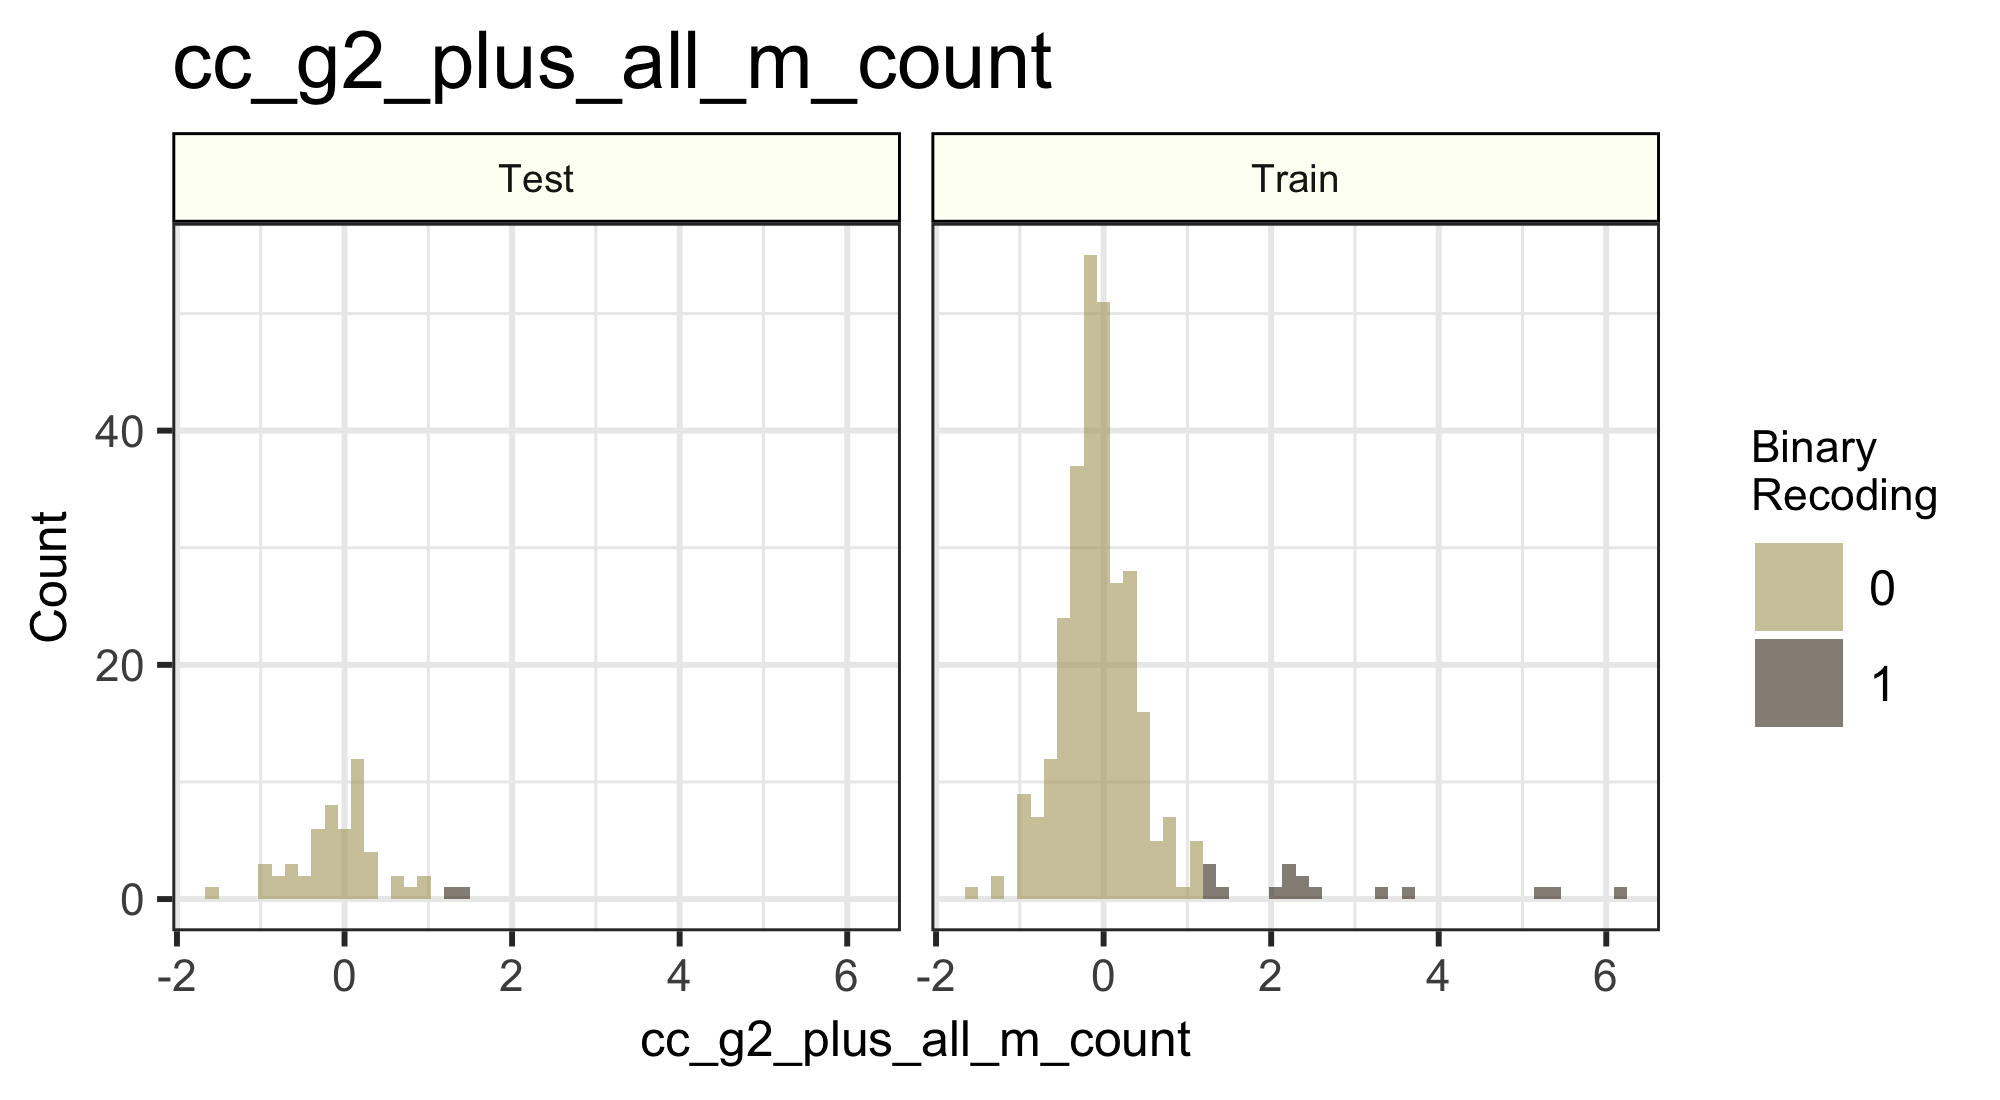 cc_g2_plus_all_m_count
Test
Train
40
20
0
Count
-2 0 2 4 6
-2 0 2 4 6
cc_g2_plus_all_m_count
Binary
Recoding
0
1